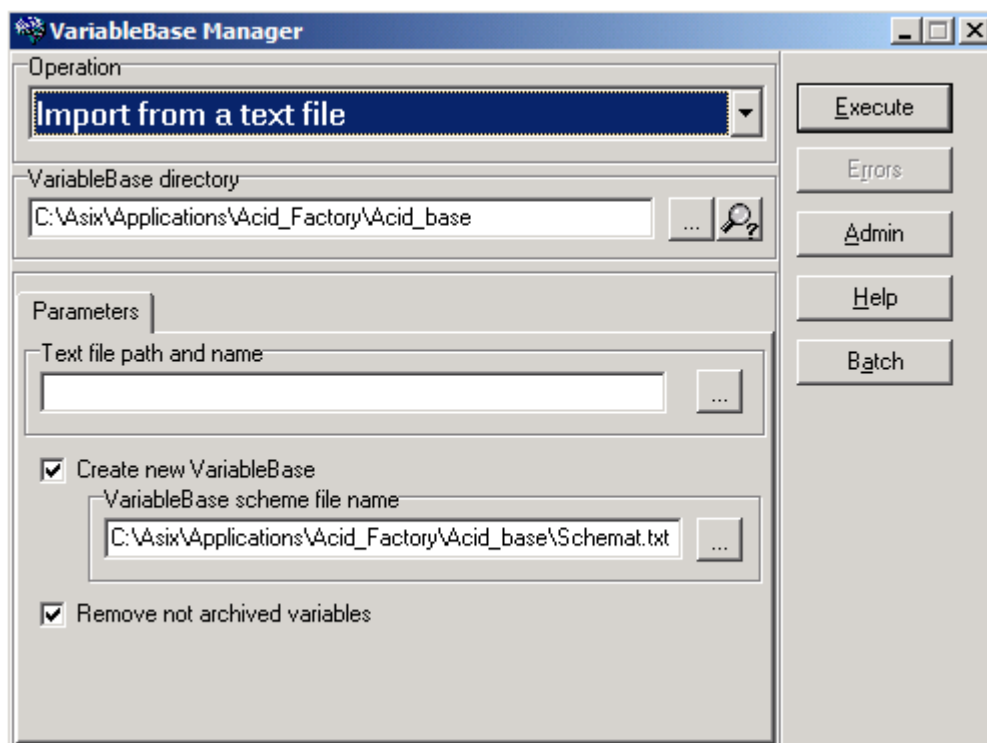 VariableBase Manager
Operation
Import from a text file
Execute
Errors
VariableBase directory
C:\Asix\Applications\Acid_Factory\Acid_base
...
Admin
Help
Parameters
Text file path and name
...
Batch
Create new VariableBase
VariableBase scheme file name
C:\Asix\Applications\Acid_Factory\Acid_base\Schemat.txt
...
Remove not archived variables